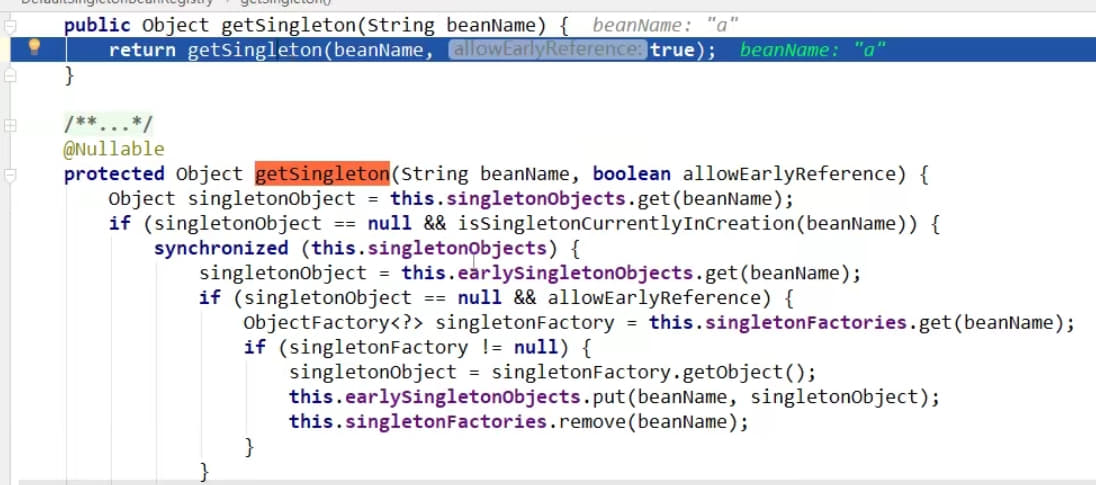 DefaultSingletonBeanRegistry › getSingleton()
public Object getSingleton(String beanName) { beanName: "a"
return getSingleton(beanName, allowEarlyReference: true); beanName: "a"
}
/**...*/
@Nullable
protected Object getSingleton(String beanName, boolean allowEarlyReference) {
Object singletonObject = this.singletonObjects.get(beanName);
if (singletonObject == null && isSingletonCurrentlyInCreation(beanName)) {
synchronized (this.singletonObjects) {
singletonObject = this.earlySingletonObjects.get(beanName);
if (singletonObject == null && allowEarlyReference) {
ObjectFactory<?> singletonFactory = this.singletonFactories.get(beanName);
if (singletonFactory != null) {
singletonObject = singletonFactory.getObject();
this.earlySingletonObjects.put(beanName, singletonObject);
this.singletonFactories.remove(beanName);
}
}